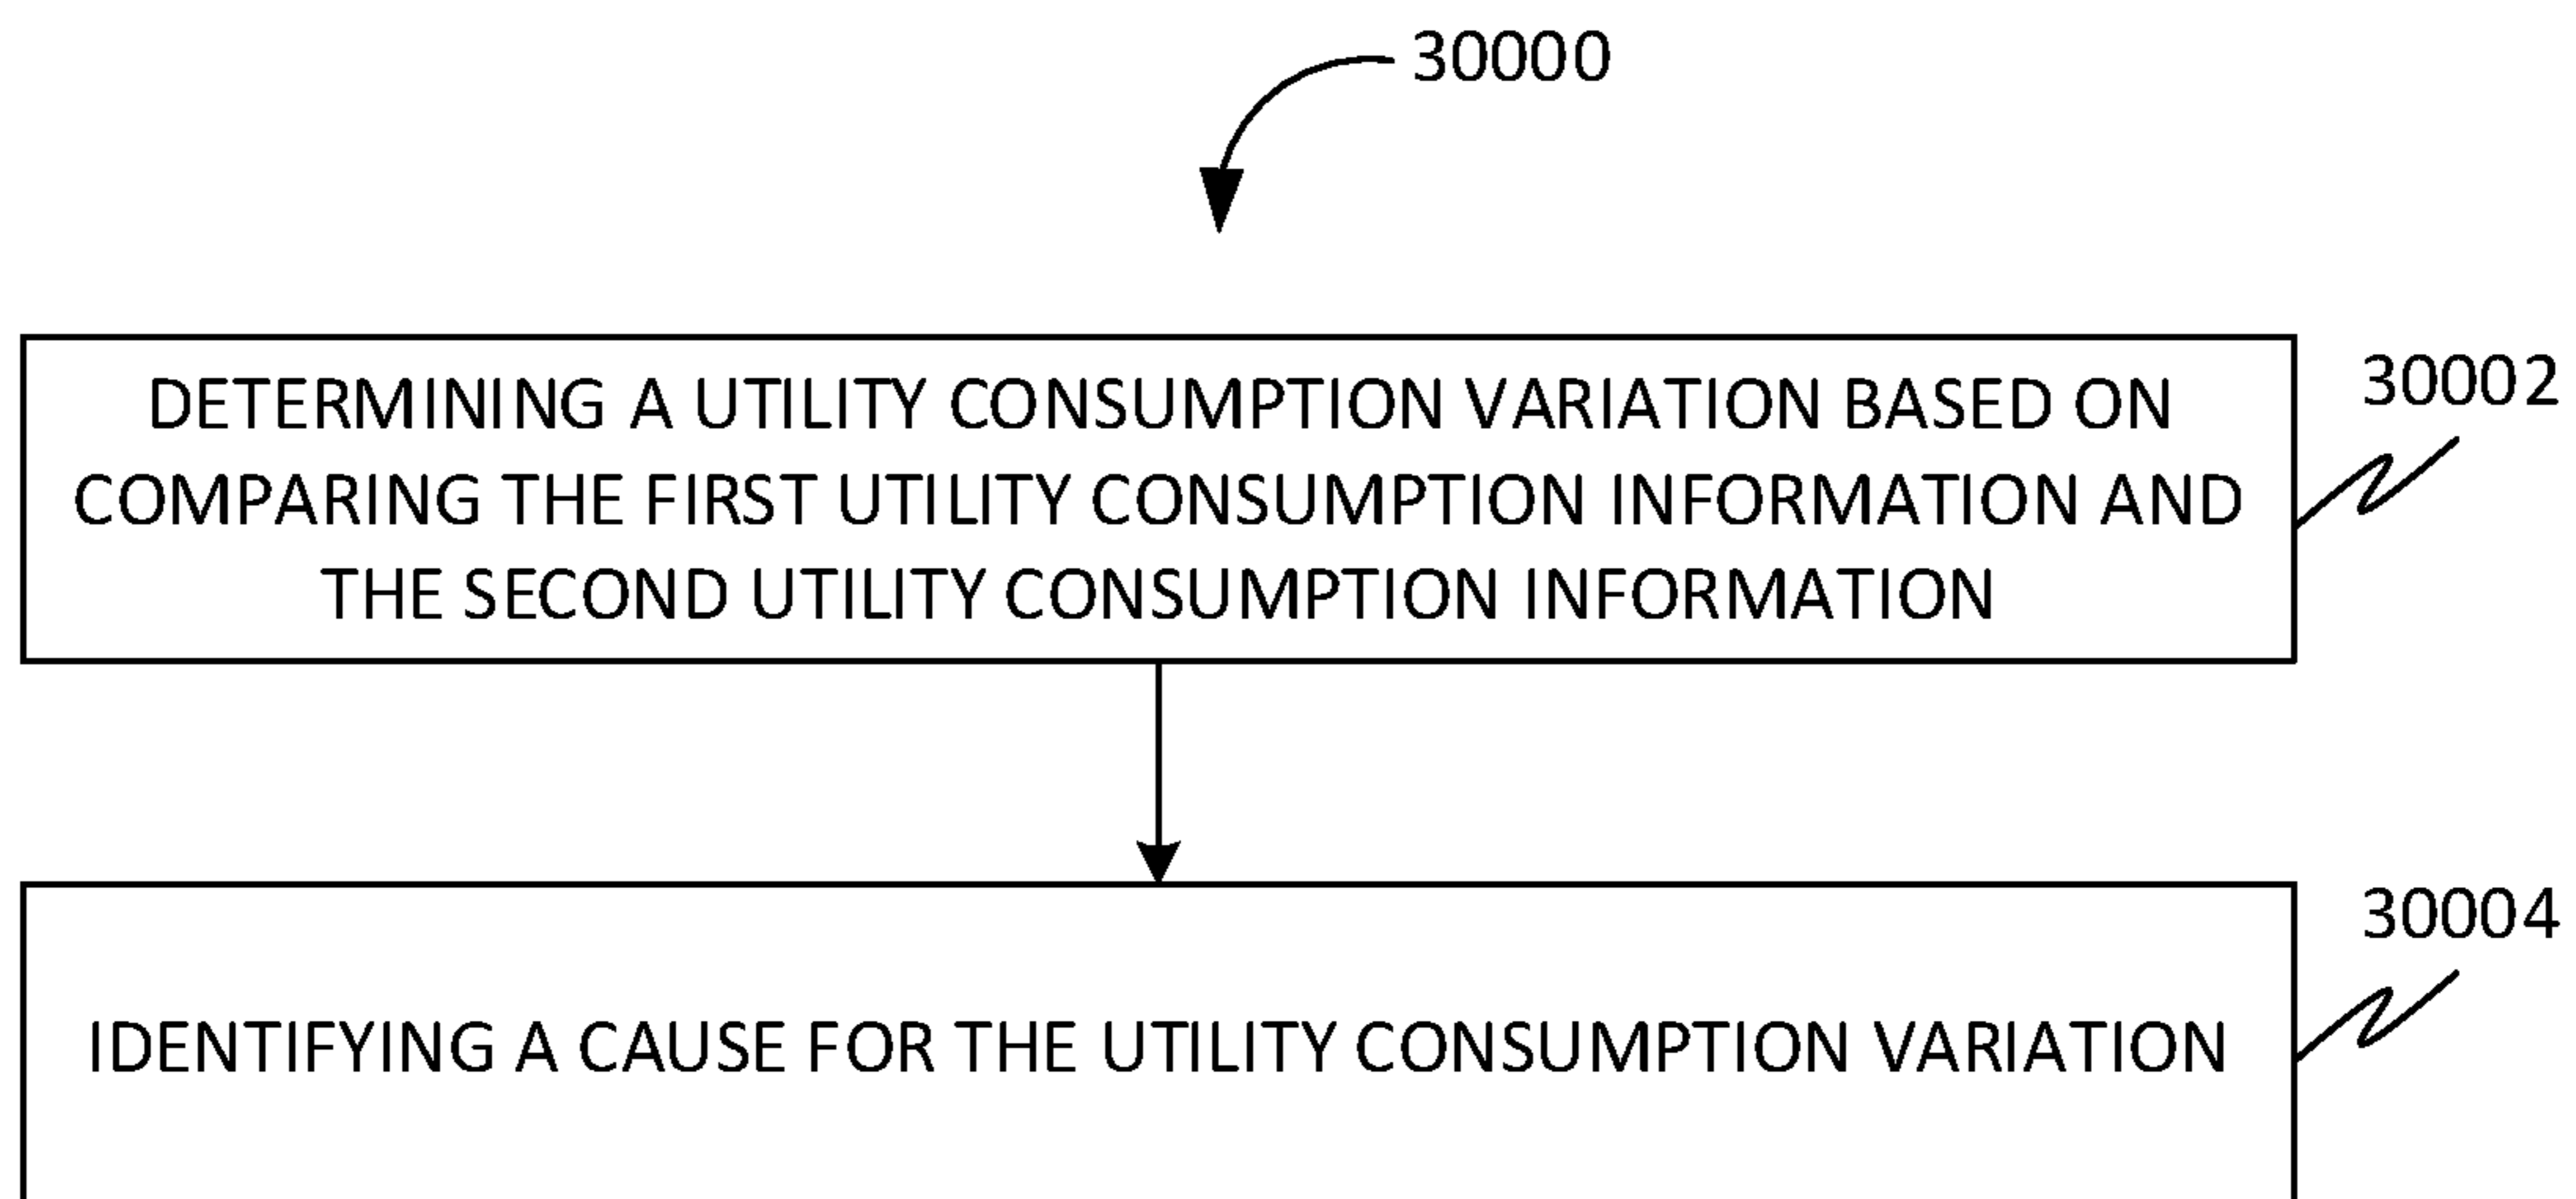 30000
DETERMINING A UTILITY CONSUMPTION VARIATION BASED ON
COMPARING THE FIRST UTILITY CONSUMPTION INFORMATION AND
THE SECOND UTILITY CONSUMPTION INFORMATION
30002
IDENTIFYING A CAUSE FOR THE UTILITY CONSUMPTION VARIATION
30004